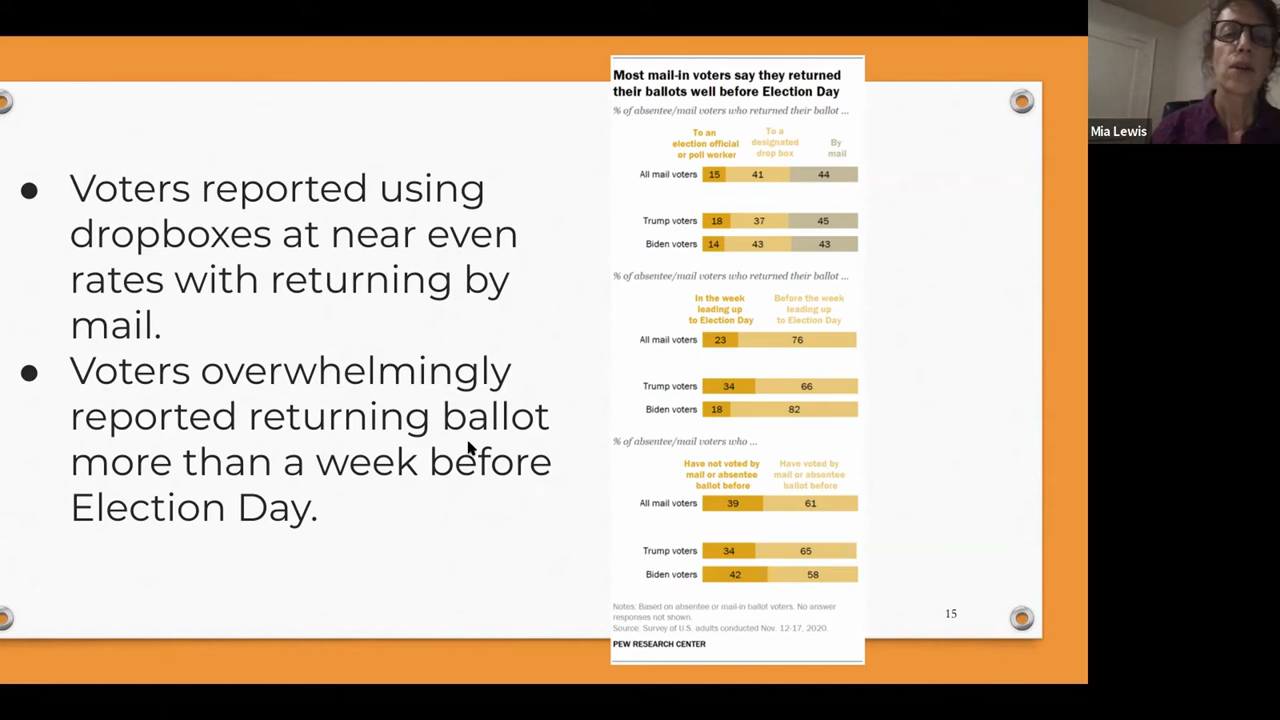 ● Voters reported using
dropboxes at near even
rates with returning by
mail.
● Voters overwhelmingly
reported returning ballot
more than a week before
Election Day.
Most mail-in voters say they returned
their ballots well before Election Day
% of absentee/mail voters who returned their ballot ...
To an
election official
or poll worker
To a
designated
drop box
By
mail
All mail voters 15 41 44
Trump voters 18 37 45
Biden voters 14 43 43
% of absentee/mail voters who returned their ballot ...
In the week
leading up
to Election Day
Before the week
leading up
to Election Day
All mail voters 23 76
Trump voters 34 66
Biden voters 18 82
% of absentee/mail voters who ...
Have not voted by
mail or absentee
ballot before
Have voted by
mail or absentee
ballot before
All mail voters 39 61
Trump voters 34 65
Biden voters 42 58
Notes: Based on absentee or mail-in ballot voters. No answer
responses not shown.
Source: Survey of U.S. adults conducted Nov. 12-17, 2020.
PEW RESEARCH CENTER
15
Mia Lewis